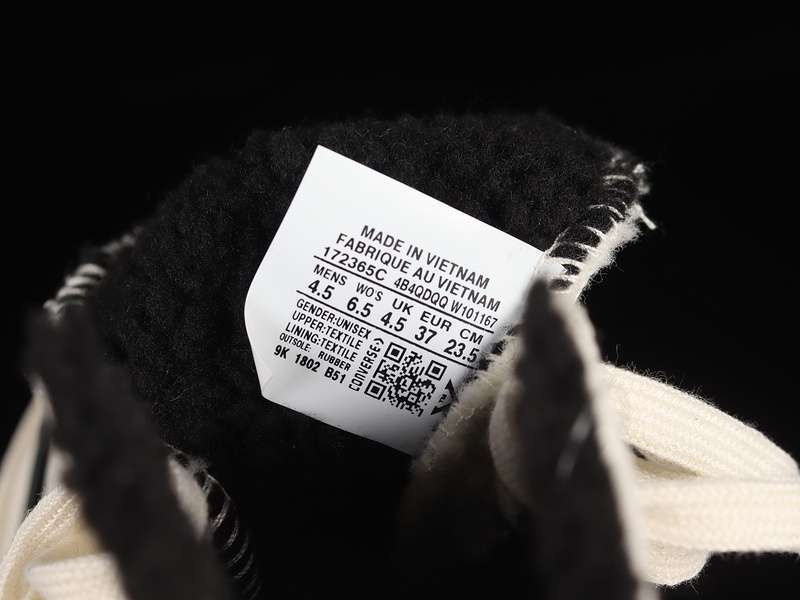 MADE IN VIETNAM
FABRIQUE AU VIETNAM
172365C 4B4QDQQ W101167
MENS WO'S UK EUR CM
4.5 6.5 4.5 37 23.5
GENDER:UNISEX
UPPER:TEXTILE
LINING:TEXTILE
OUTSOLE: RUBBER
9K 1802 B51
CONVERSE